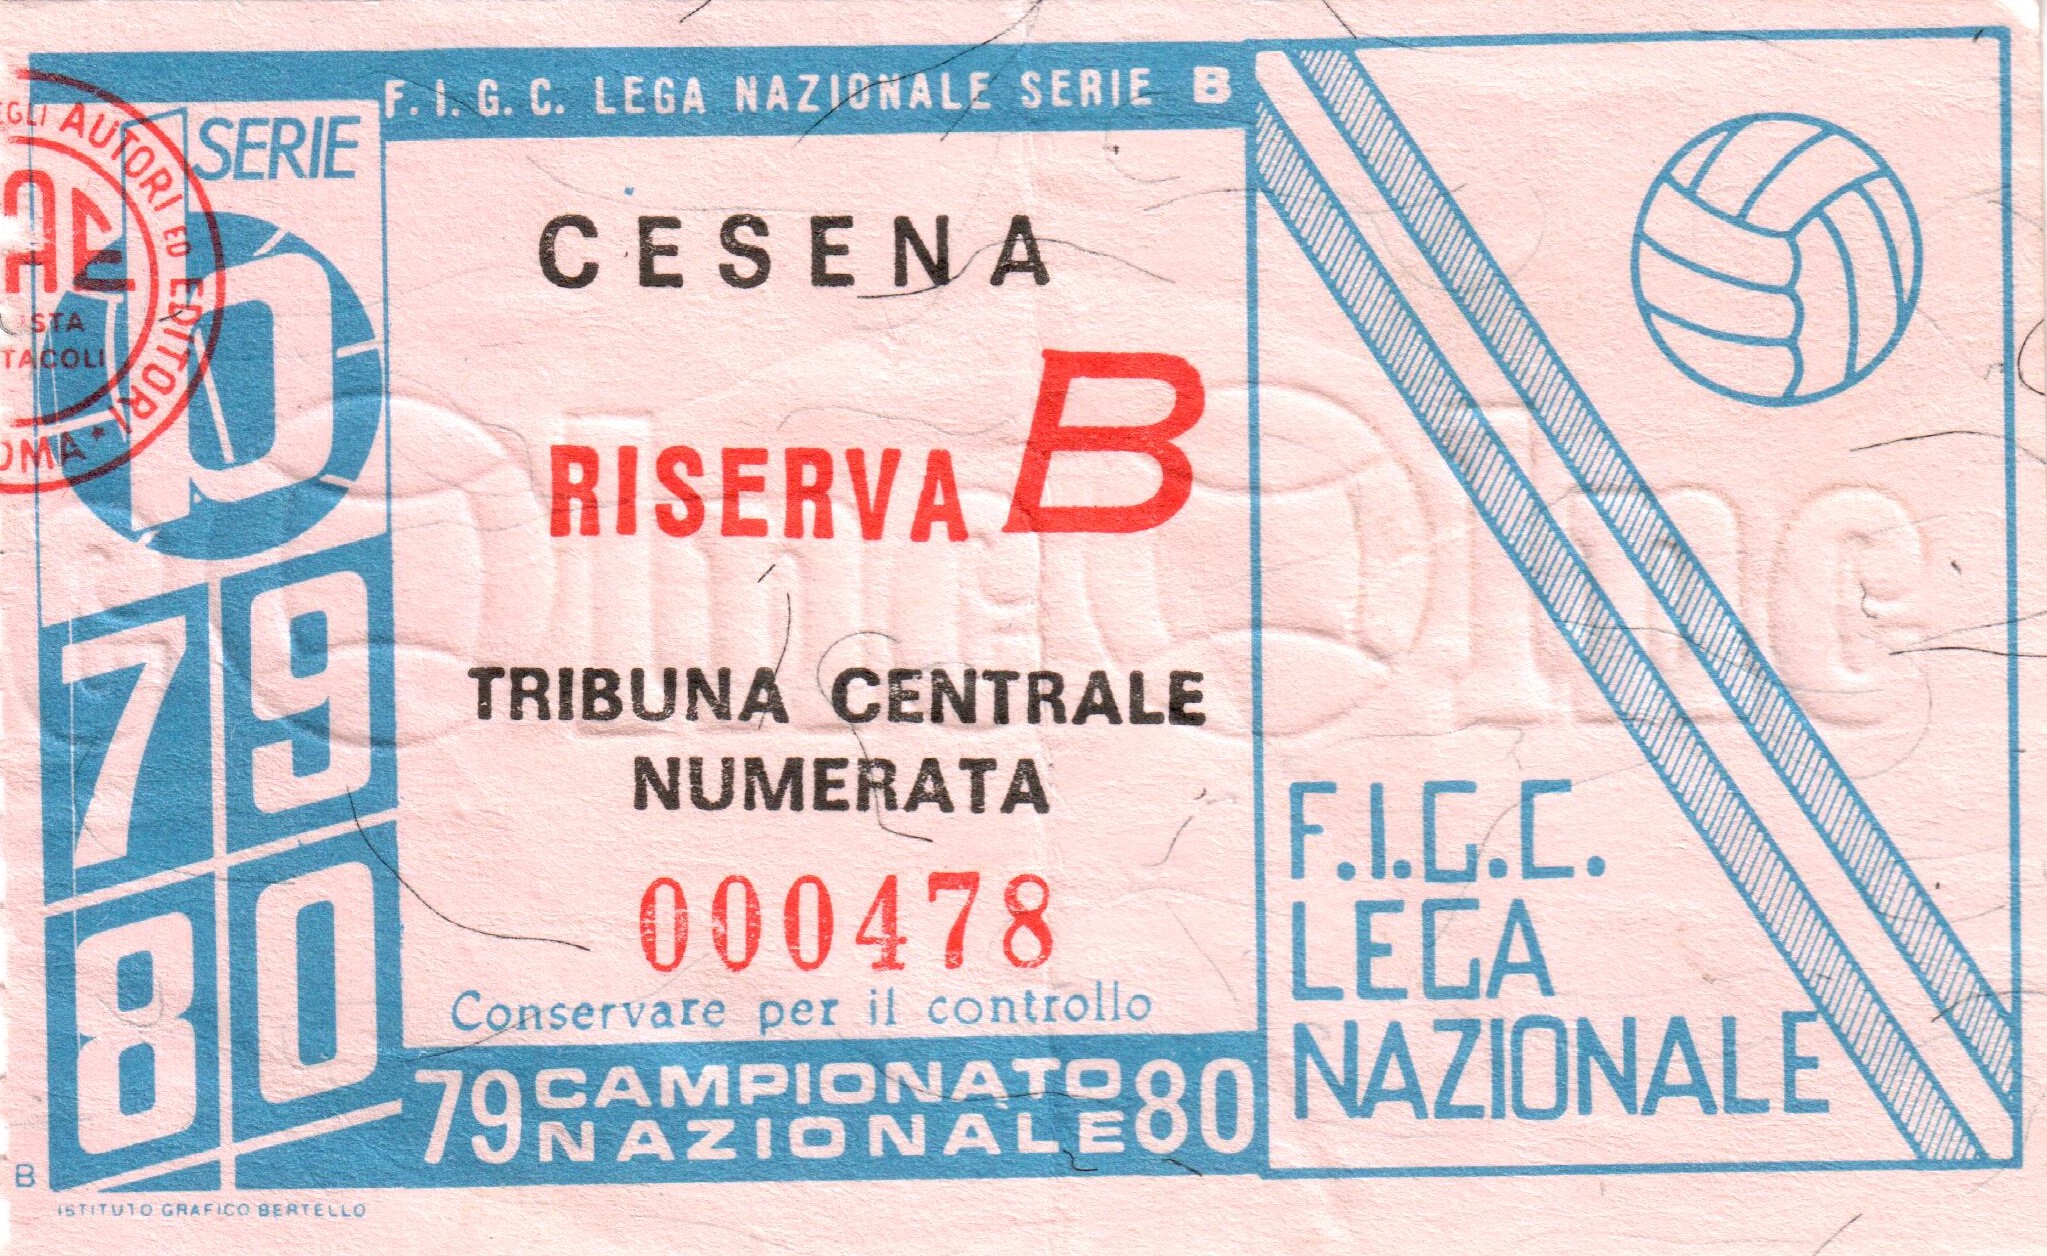 F. I. G. C. LEGA NAZIONALE SERIE B
SERIE
B
AUTORI ED EDITORI
CESENA
RISERVA B
TRIBUNA CENTRALE
NUMERATA
000478
Conservare per il controllo
79 CAMPIONATO 80
NAZIONALE
79
80
B
ISTITUTO GRAFICO BERTELLO
F.I.G.C.
LEGA
NAZIONALE